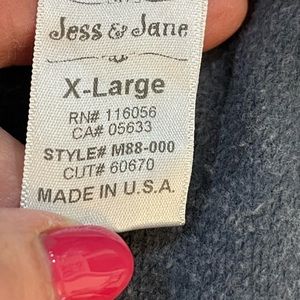 Jess & Jane
X-Large
RN# 116056
CA# 05633
STYLE# M88-000
CUT# 60670
MADE IN U.S.A.